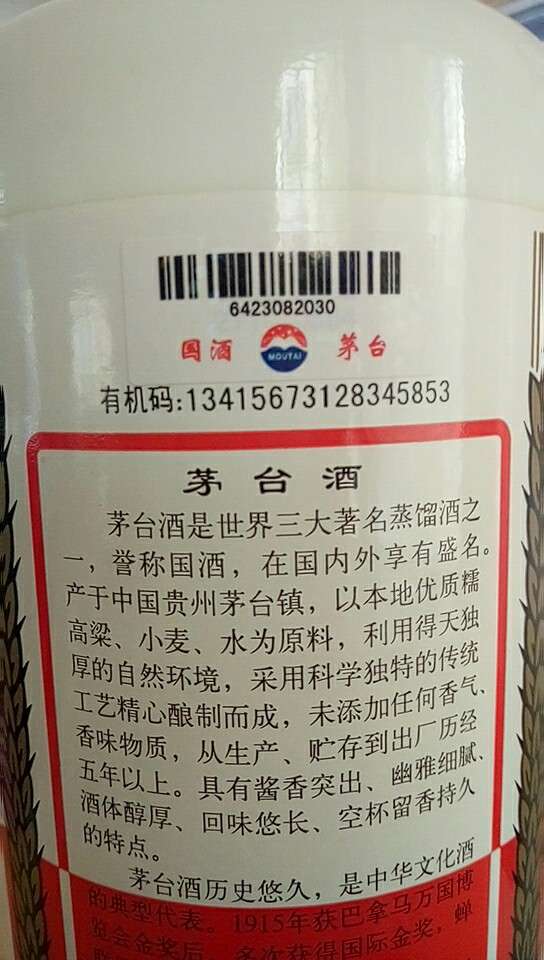 6423082030
国酒 MOUTAI 茅台
有机码:13415673128345853
茅台酒
茅台酒是世界三大著名蒸馏酒之
一，誉称国酒，在国内外享有盛名。
产于中国贵州茅台镇，以本地优质糯
高粱、小麦、水为原料，利用得天独
厚的自然环境，采用科学独特的传统
工艺精心酿制而成，未添加任何香气、
香味物质，从生产、贮存到出厂历经
五年以上。具有酱香突出、幽雅细腻、
酒体醇厚、回味悠长、空杯留香持久
的特点。
茅台酒历史悠久，是中华文化酒
的典型代表。1915年获巴拿马万国博
览会金奖后，多次获得国际金奖，蝉